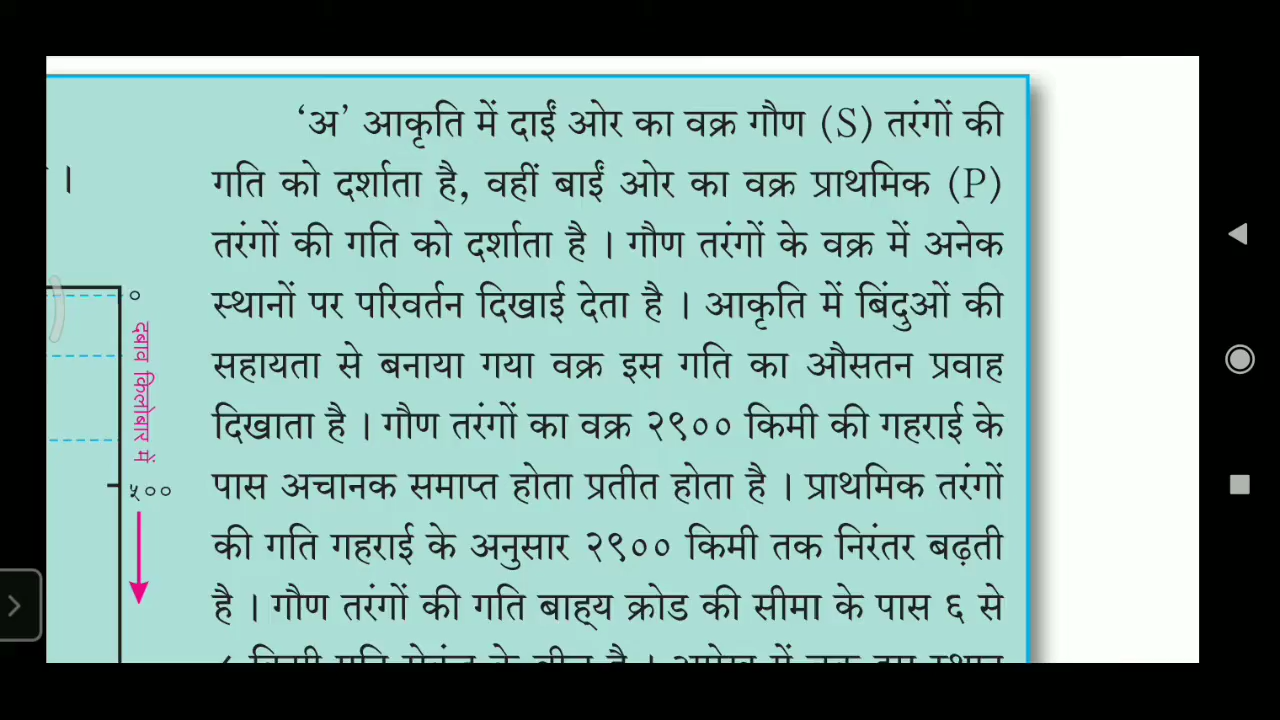 ‘अ’ आकृति में दाईं ओर का वक्र गौण (S) तरंगों की
गति को दर्शाता है, वहीं बाईं ओर का वक्र प्राथमिक (P)
तरंगों की गति को दर्शाता है । गौण तरंगों के वक्र में अनेक
स्थानों पर परिवर्तन दिखाई देता है । आकृति में बिंदुओं की
सहायता से बनाया गया वक्र इस गति का औसतन प्रवाह
दिखाता है । गौण तरंगों का वक्र २९०० किमी की गहराई के
पास अचानक समाप्त होता प्रतीत होता है । प्राथमिक तरंगों
की गति गहराई के अनुसार २९०० किमी तक निरंतर बढ़ती
है । गौण तरंगों की गति बाह्‍य क्रोड की सीमा के पास ६ से
०
दबाव किलोबार में
५००